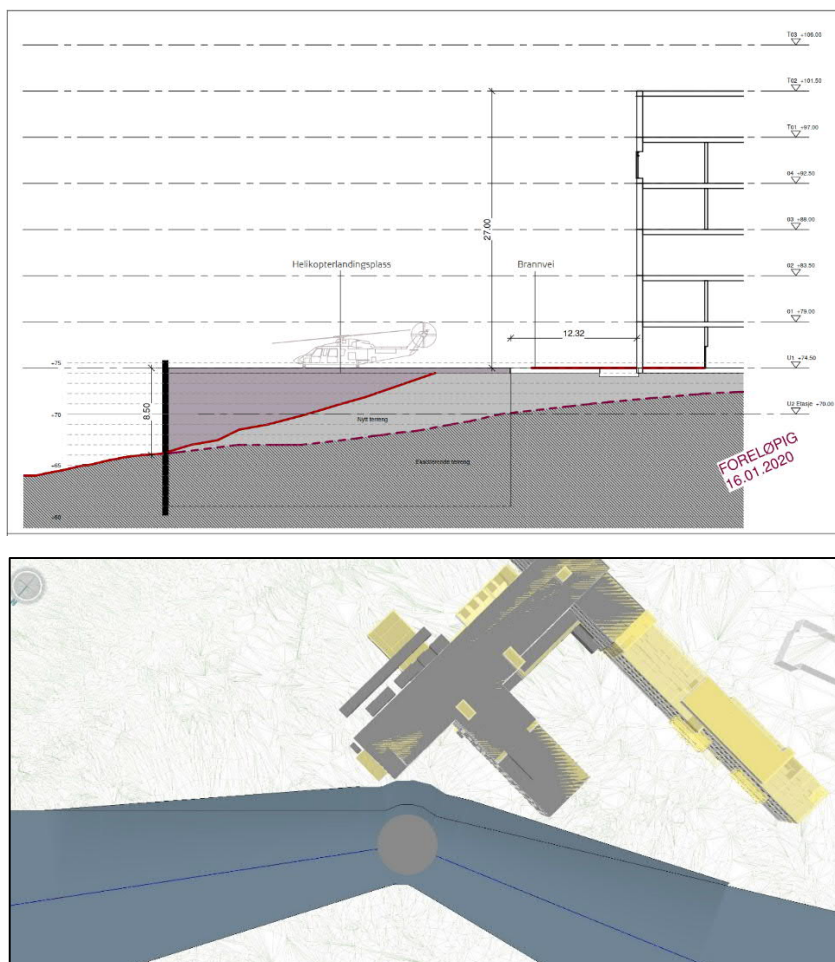 T03 +106.00
T02 +101.50
T01 +97.00
04 +92.50
03 +88.00
27.00
Helikopterlandingsplass
Brannvei
02 +83.50
12.32
01 +79.00
+75
U1 +74.50
8.50
+70
Nytt terreng
U2 Etasje +70.00
+65
Eksisterende terreng
FORELØPIG
16.01.2020
+60